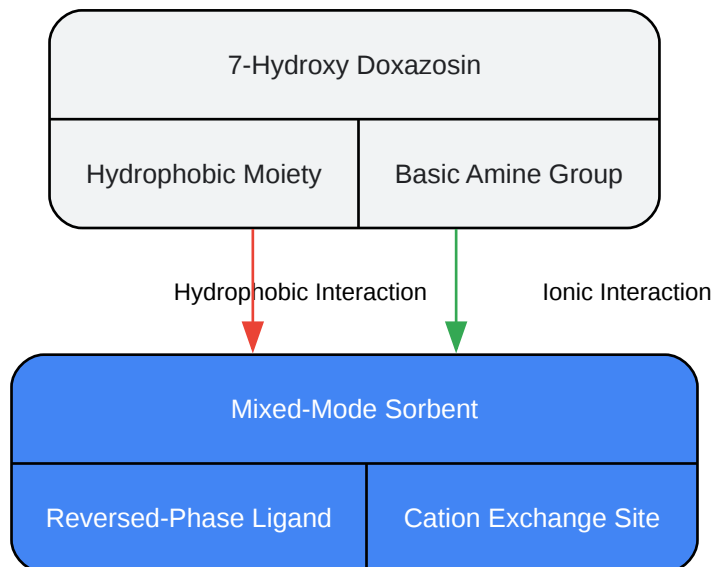 7-Hydroxy Doxazosin
Hydrophobic Moiety
Basic Amine Group
Hydrophobic Interaction
Ionic Interaction
Mixed-Mode Sorbent
Reversed-Phase Ligand
Cation Exchange Site